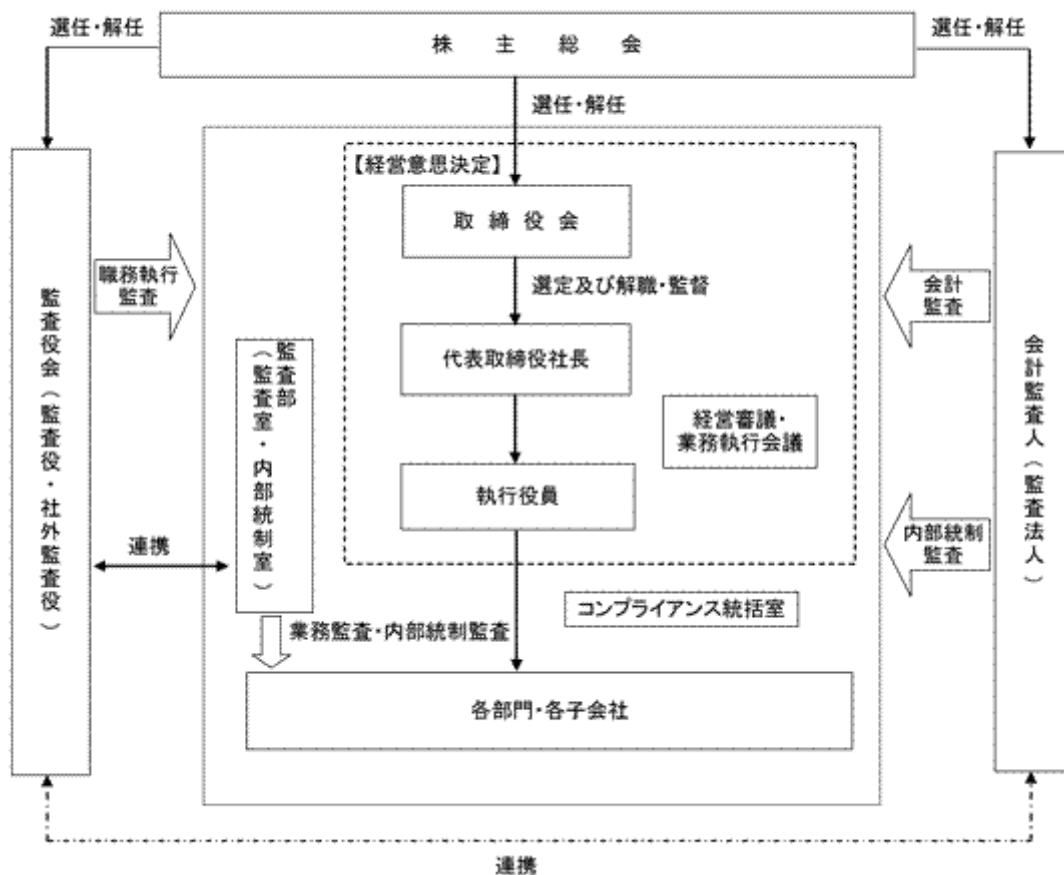 選任・解任
株主総会
選任・解任
選任・解任
【経営意思決定】
取締役会
選定及び解職・監督
代表取締役社長
経営審議・
業務執行会議
執行役員
コンプライアンス統括室
各部門・各子会社
監査役会(監査役・社外監査役)
職務執行
監査
監査部
(監査室・内部統制室)
連携
業務監査・内部統制監査
会計
監査
内部統制
監査
会計監査人(監査法人)
連携